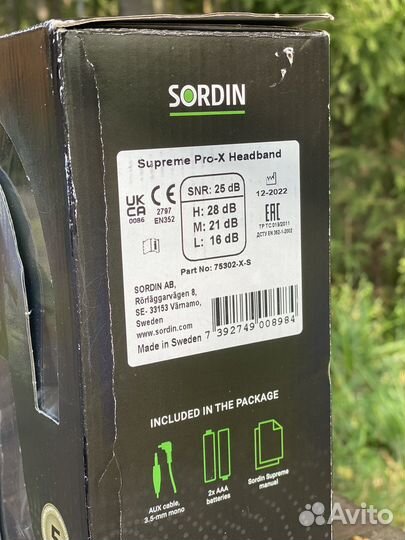 SORDIN
Supreme Pro-X Headband
UK
CA
0086
CE
2797
EN352
SNR: 25 dB
H: 28 dB
M: 21 dB
L: 16 dB
12-2022
EAC
ТР ТС 019/2011
ДСТУ EN 352-1-2002
Part No: 75302-X-S
SORDIN AB,
Rörläggarvägen 8,
SE- 33153 Värnamo,
Sweden
www.sordin.com
Made in Sweden
7 392749 008984
INCLUDED IN THE PACKAGE
AUX cable,
3.5-mm mono
2x AAA
batteries
Sordin Supreme
manual
Avito